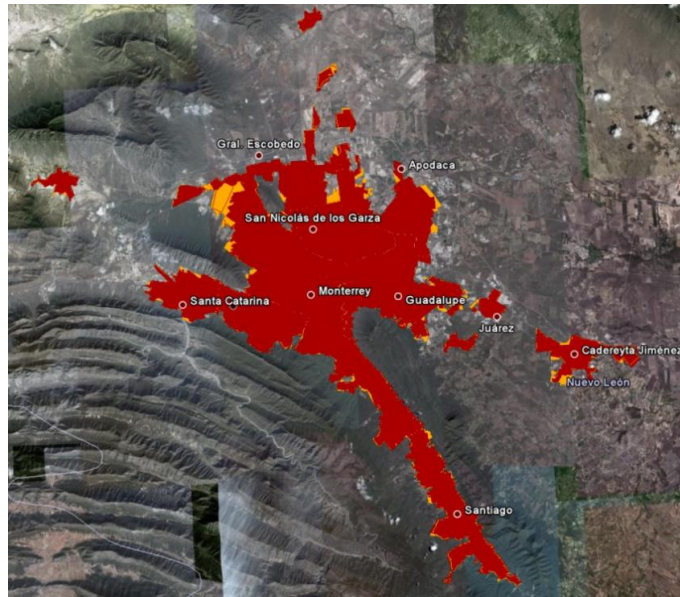 Gral. Escobedo
Apodaca
San Nicolás de los Garza
Monterrey
Santa Catarina
Guadalupe
Juárez
Cadereyta Jiménez
Nuevo León
Santiago